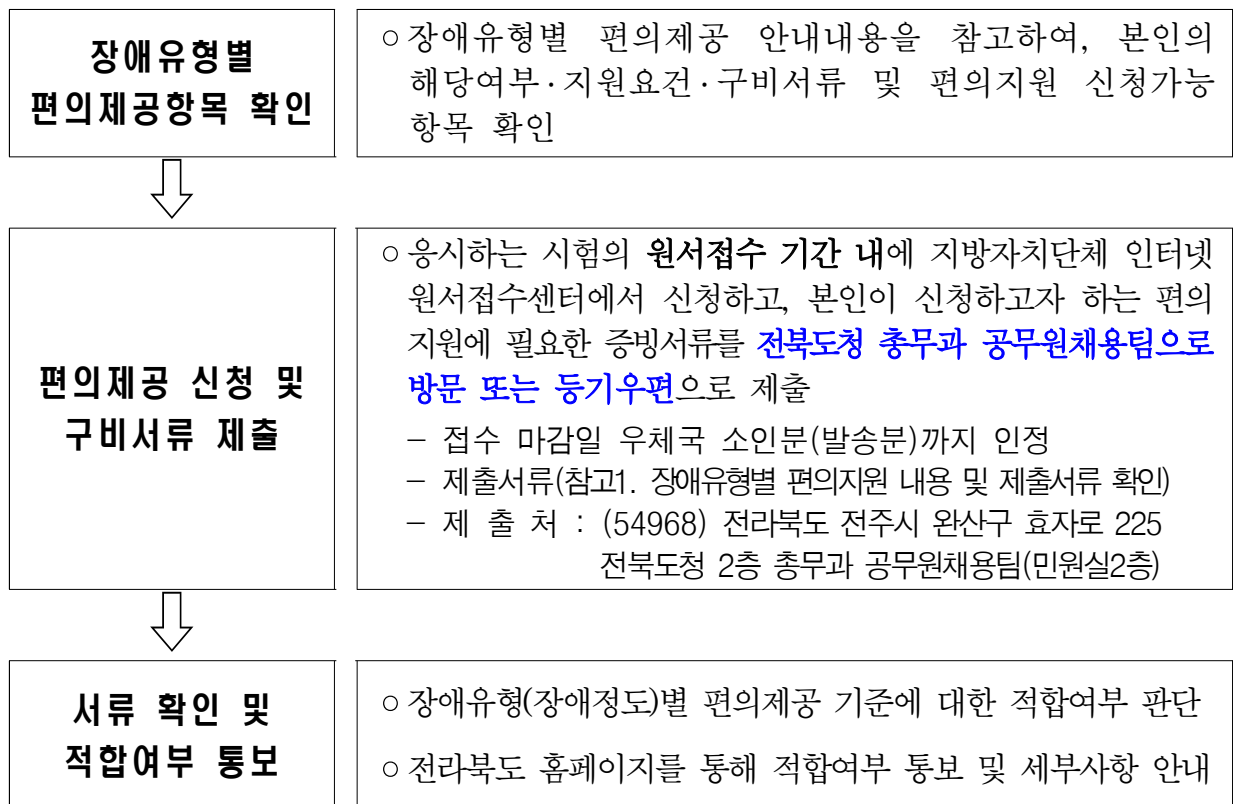 장애유형별
편의제공항목 확인
○ 장애유형별 편의제공 안내내용을 참고하여, 본인의
해당여부·지원요건·구비서류 및 편의지원 신청가능
항목 확인
편의제공 신청 및
구비서류 제출
○ 응시하는 시험의 원서접수 기간 내에 지방자치단체 인터넷
원서접수센터에서 신청하고, 본인이 신청하고자 하는 편의
지원에 필요한 증빙서류를 전북도청 총무과 공무원채용팀으로
방문 또는 등기우편으로 제출
- 접수 마감일 우체국 소인분(발송분)까지 인정
- 제출서류(참고1. 장애유형별 편의지원 내용 및 제출서류 확인)
- 제 출 처 : (54968) 전라북도 전주시 완산구 효자로 225
전북도청 2층 총무과 공무원채용팀(민원실2층)
서류 확인 및
적합여부 통보
○ 장애유형(장애정도)별 편의제공 기준에 대한 적합여부 판단
○ 전라북도 홈페이지를 통해 적합여부 통보 및 세부사항 안내